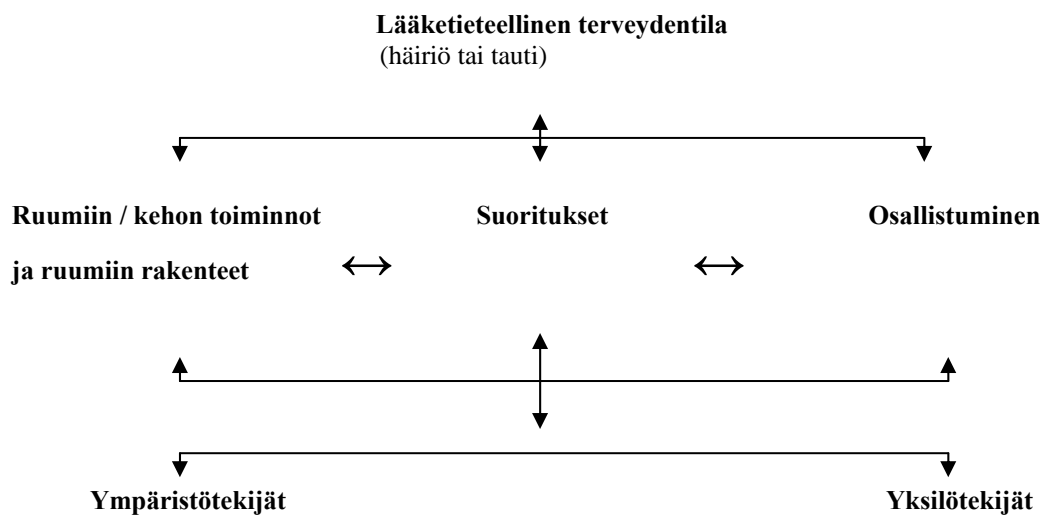 Lääketieteellinen terveydentila
(häiriö tai tauti)
Ruumiin / kehon toiminnot
Suoritukset
Osallistuminen
ja ruumiin rakenteet
Ympäristötekijät
Yksilötekijät